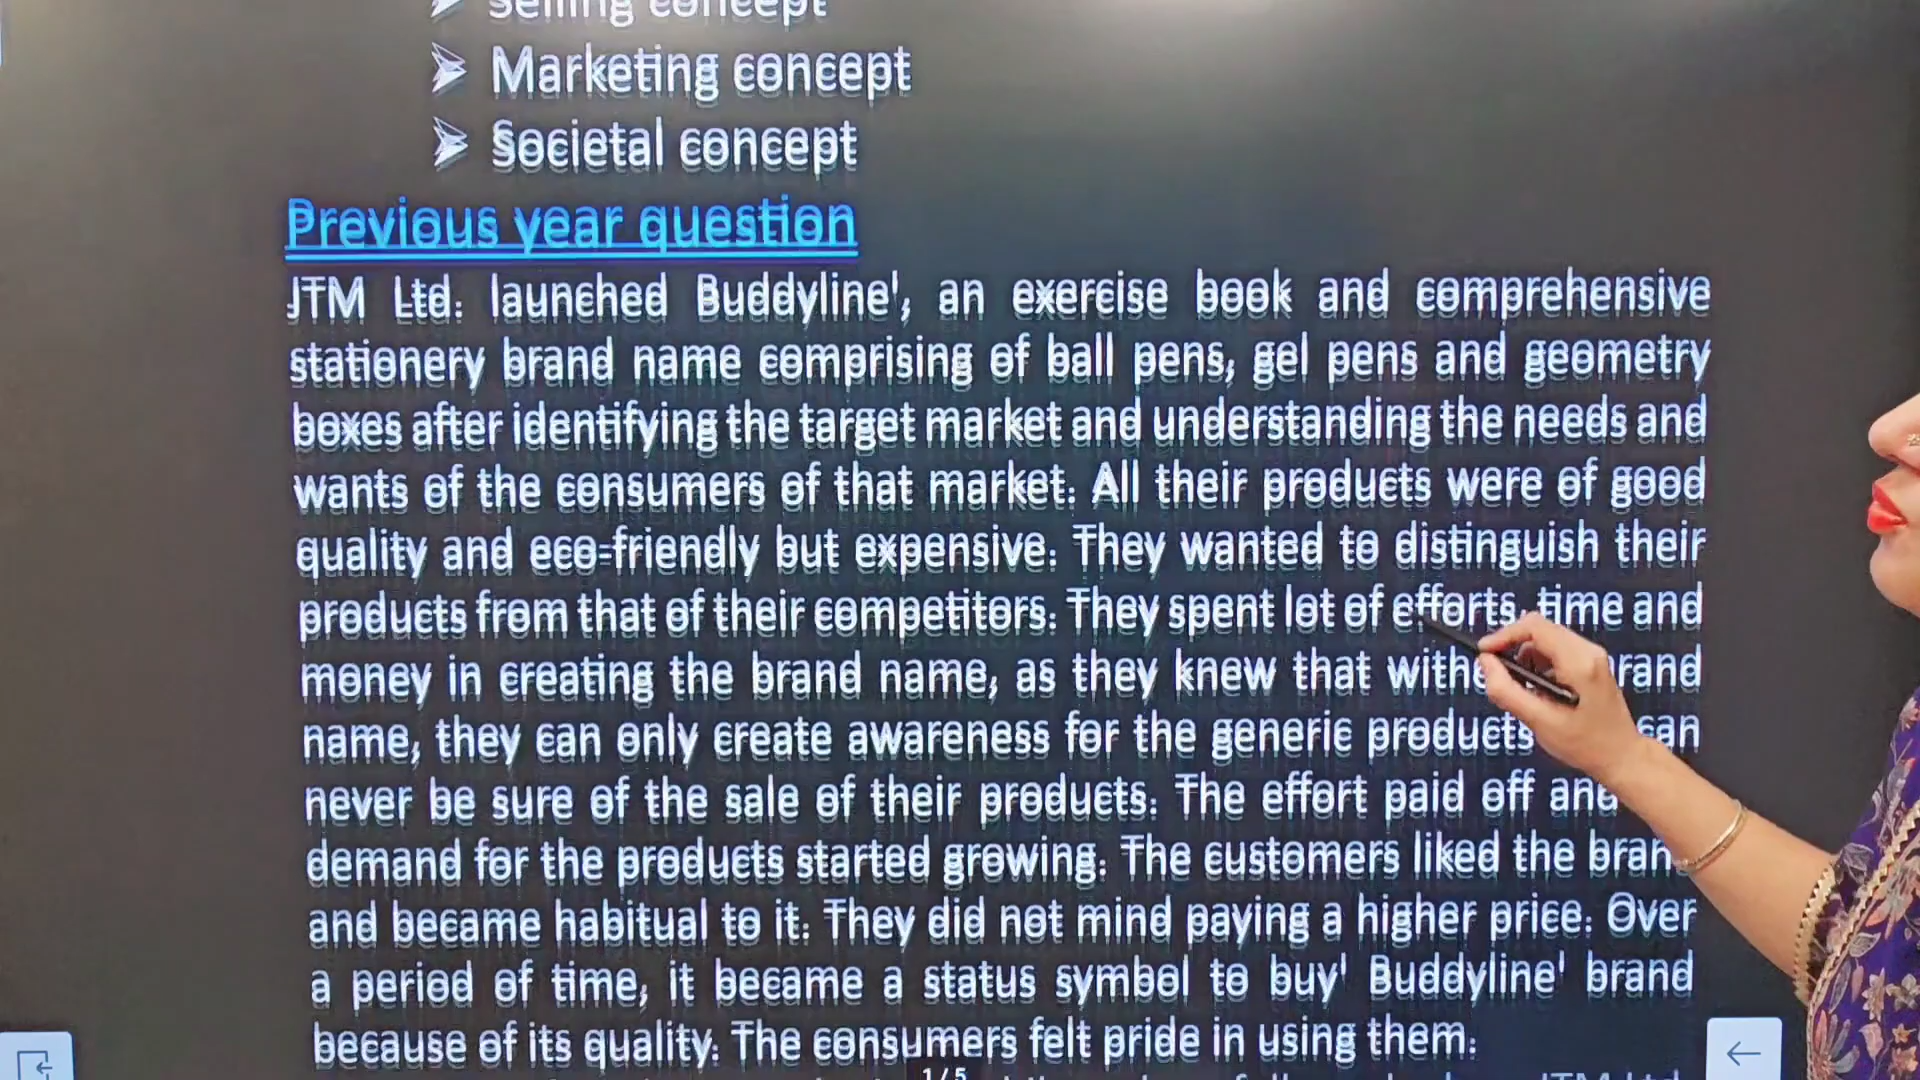 Selling concept
➢ Marketing concept
➢ Societal concept
Previous year question
JTM Ltd. launched Buddyline', an exercise book and comprehensive
stationery brand name comprising of ball pens, gel pens and geometry
boxes after identifying the target market and understanding the needs and
wants of the consumers of that market. All their products were of good
quality and eco-friendly but expensive. They wanted to distinguish their
products from that of their competitors. They spent lot of efforts, time and
money in creating the brand name, as they knew that brand
name, they can only create awareness for the generic products can
never be sure of the sale of their products. The effort paid off and
demand for the products started growing. The customers liked the brand
and became habitual to it. They did not mind paying a higher price. Over
a period of time, it became a status symbol to buy' Buddyline' brand
because of its quality. The consumers felt pride in using them.
1/5